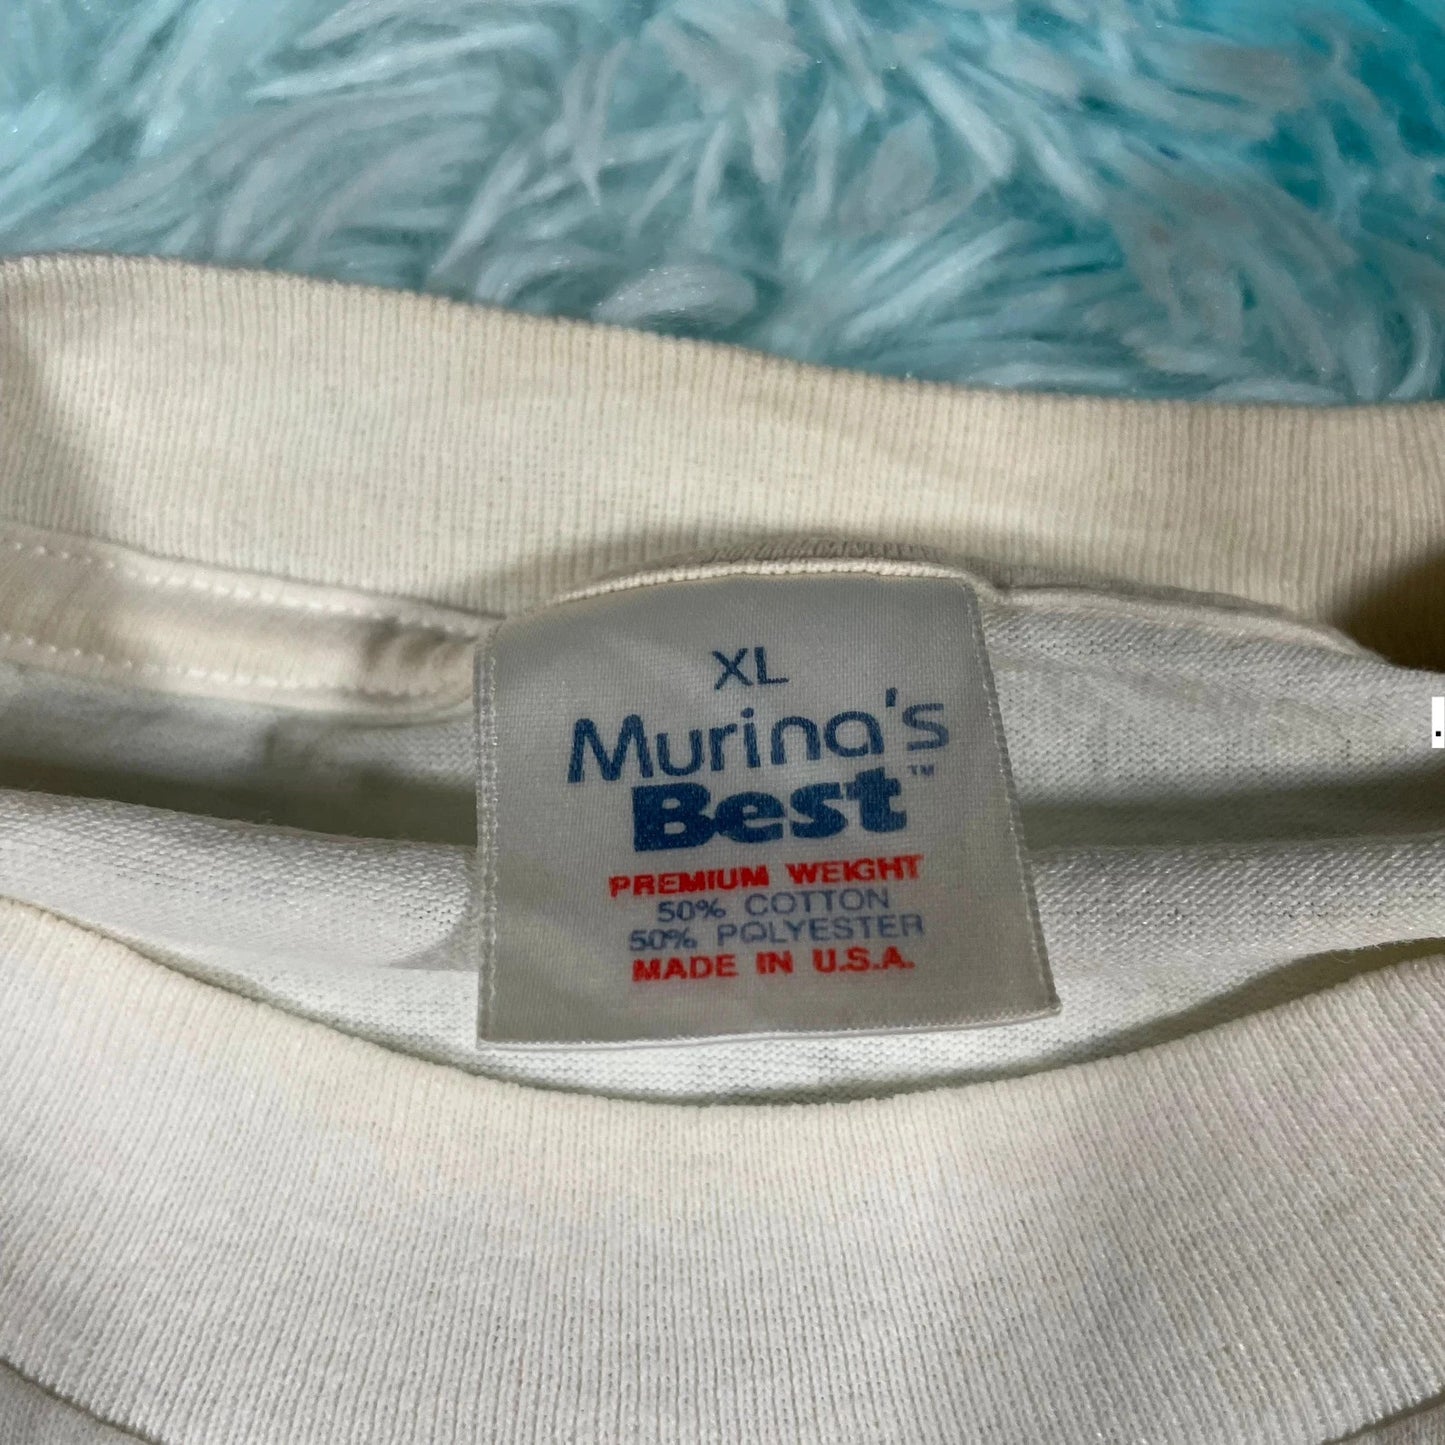 XL
Murina's
Best™
PREMIUM WEIGHT
50% COTTON
50% POLYESTER
MADE IN U.S.A.
.